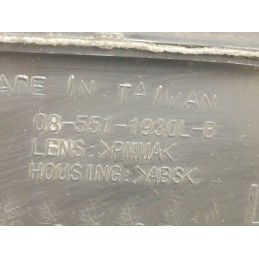 MADE IN TAIWAN
08-551-1930L-B
LENS:>PMMA<
HOUSING:>ABS<